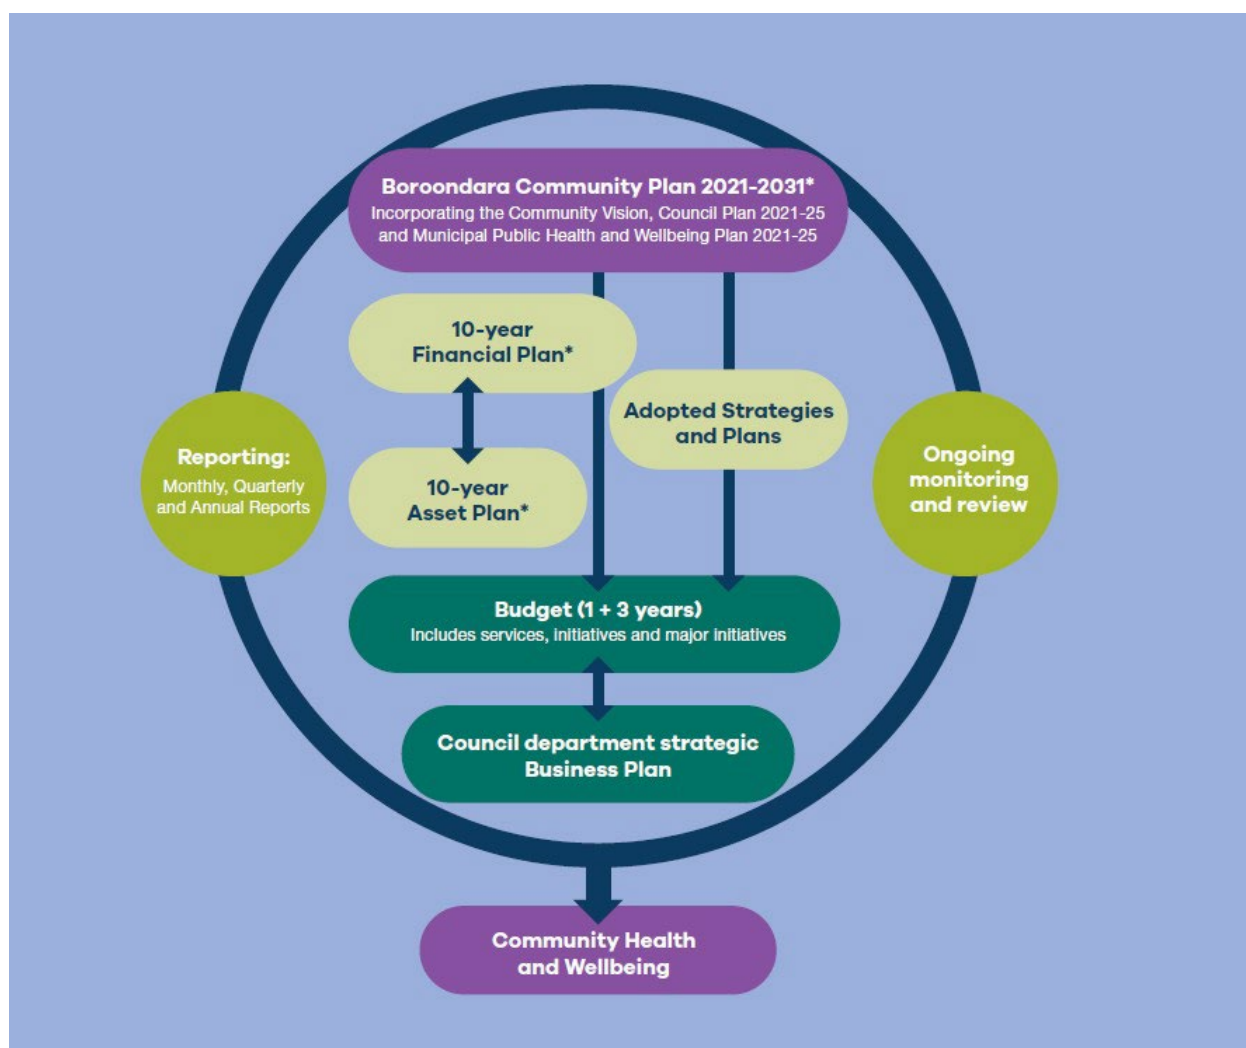 Boroondara Community Plan 2021-2031*
Incorporating the Community Vision, Council Plan 2021-25
and Municipal Public Health and Wellbeing Plan 2021-25
10-year
Financial Plan*
Adopted Strategies
and Plans
Reporting:
Monthly, Quarterly
and Annual Reports
10-year
Asset Plan*
Ongoing
monitoring
and review
Budget (1 + 3 years)
Includes services, initiatives and major initiatives
Council department strategic
Business Plan
Community Health
and Wellbeing